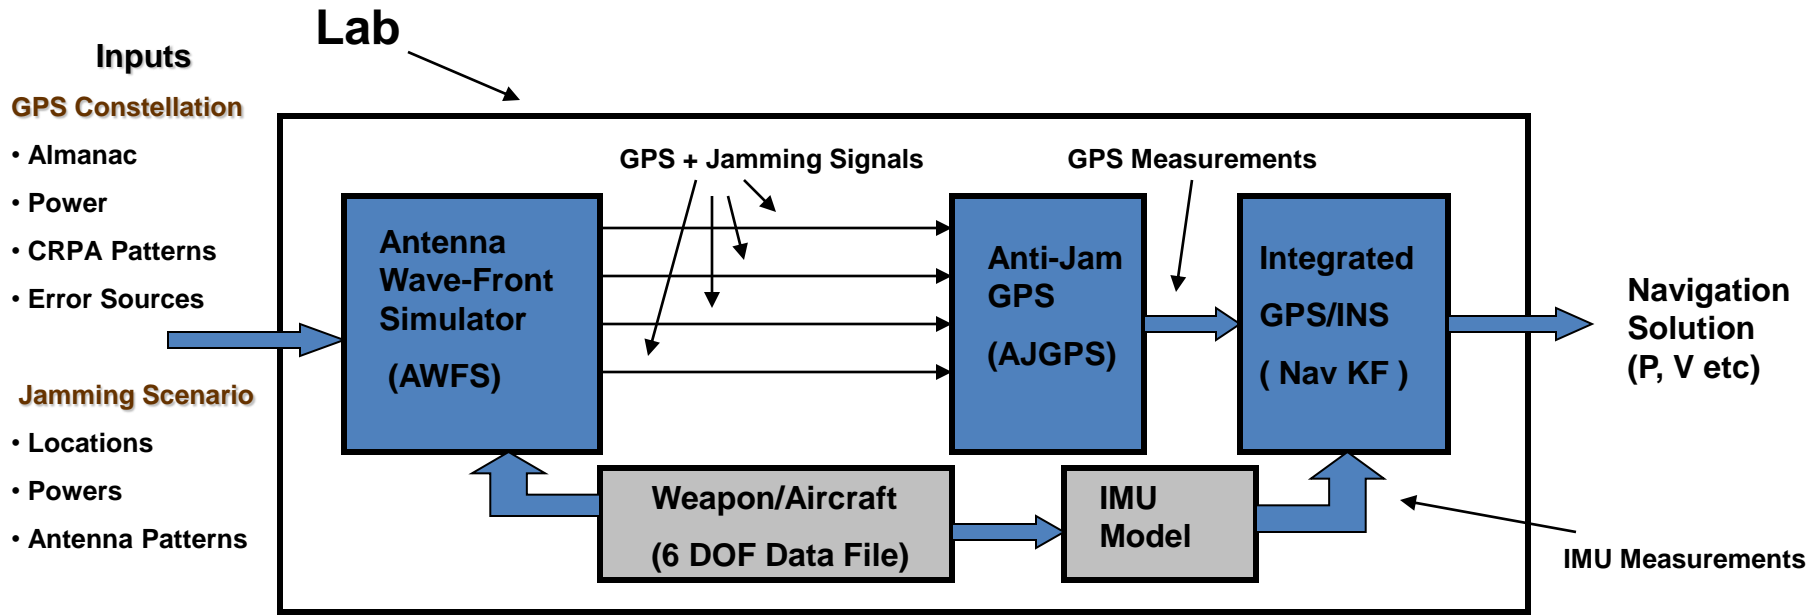 Lab
Inputs
GPS Constellation
• Almanac
• Power
• CRPA Patterns
• Error Sources
Jamming Scenario
• Locations
• Powers
• Antenna Patterns
GPS + Jamming Signals
GPS Measurements
Antenna
Wave-Front
Simulator
(AWFS)
Anti-Jam
GPS
(AJGPS)
Integrated
GPS/INS
( Nav KF )
Navigation
Solution
(P, V etc)
Weapon/Aircraft
(6 DOF Data File)
IMU
Model
IMU Measurements